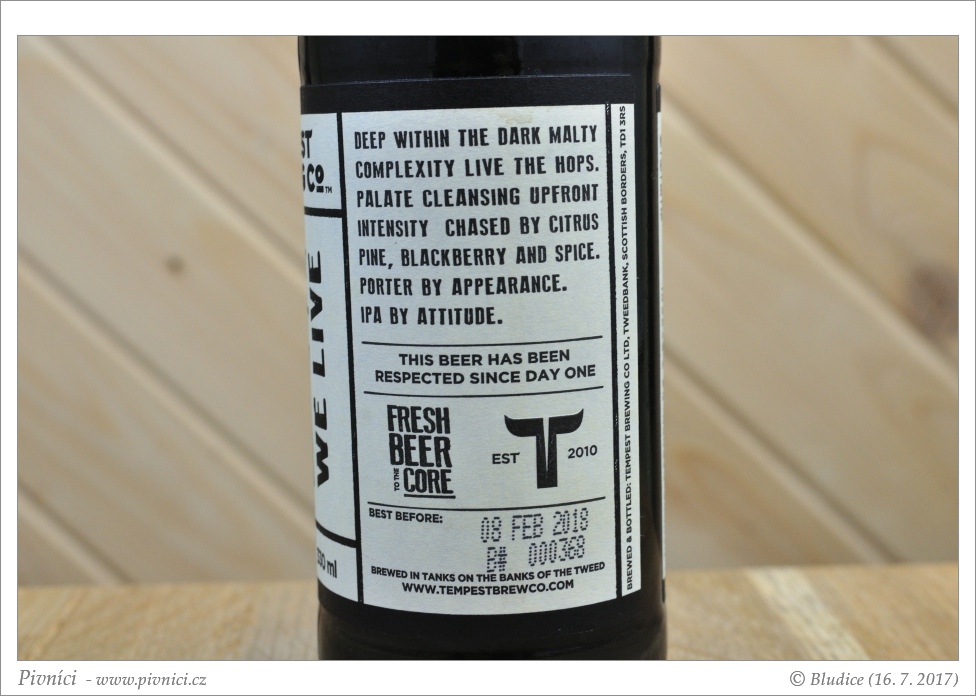 ST
Co™
WE LIVE
330 ml
DEEP WITHIN THE DARK MALTY
COMPLEXITY LIVE THE HOPS.
PALATE CLEANSING UPFRONT
INTENSITY CHASED BY CITRUS
PINE, BLACKBERRY AND SPICE.
PORTER BY APPEARANCE.
IPA BY ATTITUDE.
THIS BEER HAS BEEN
RESPECTED SINCE DAY ONE
FRESH
BEER
TO THE CORE
EST 2010
BEST BEFORE:
08 FEB 2018
B# 000368
BREWED IN TANKS ON THE BANKS OF THE TWEED
WWW.TEMPESTBREWCO.COM
BREWED & BOTTLED: TEMPEST BREWING CO LTD, TWEEDBANK, SCOTTISH BORDERS, TD1 3RS
Pivníci - www.pivnici.cz
© Bludice (16. 7. 2017)